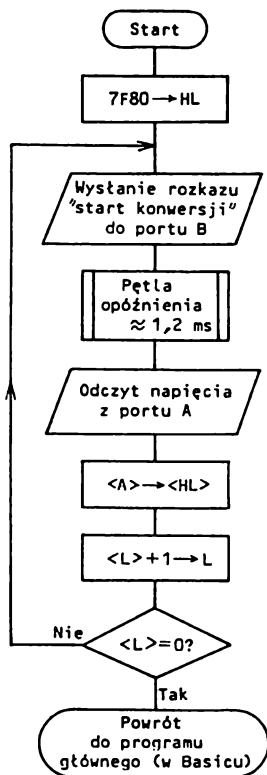 Start
7F80→HL
Wysłanie rozkazu
"start konwersji"
do portu B
Pętla
opóźnienia
≈ 1,2 ms
Odczyt napięcia
z portu A
<A>→<HL>
<L>+1→L
<L>=0?
Nie
Tak
Powrót
do programu
głównego (w Basicu)